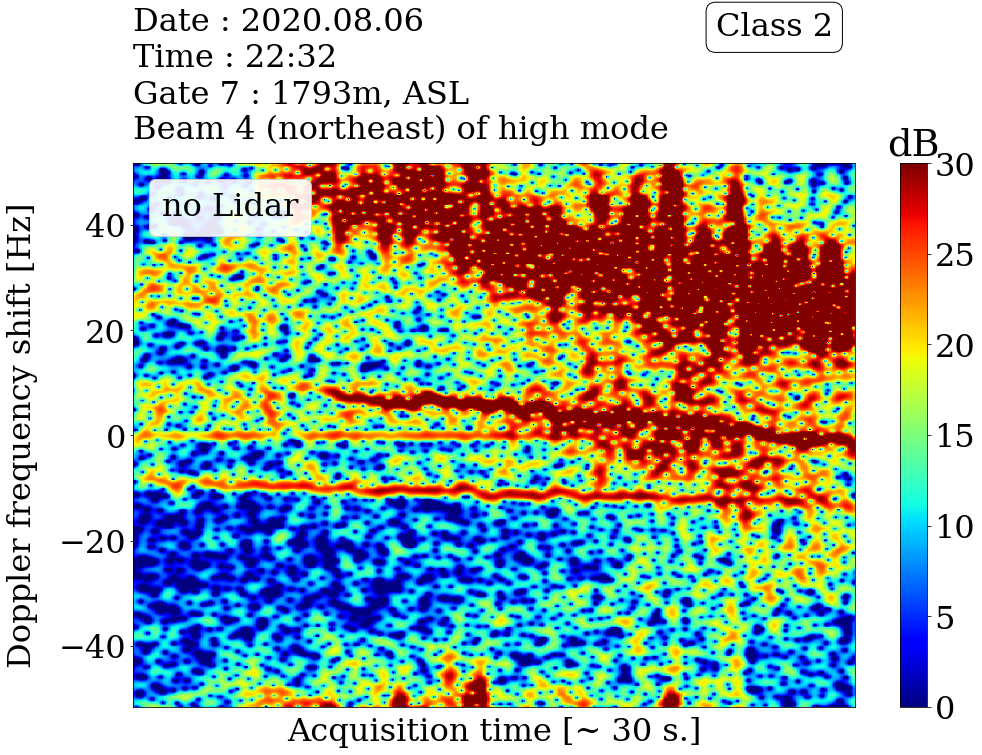 Date : 2020.08.06
Time : 22:32
Gate 7 : 1793m, ASL
Beam 4 (northeast) of high mode
Class 2
dB
no Lidar
Doppler frequency shift [Hz]
40
20
0
−20
−40
30
25
20
15
10
5
0
Acquisition time [~ 30 s.]